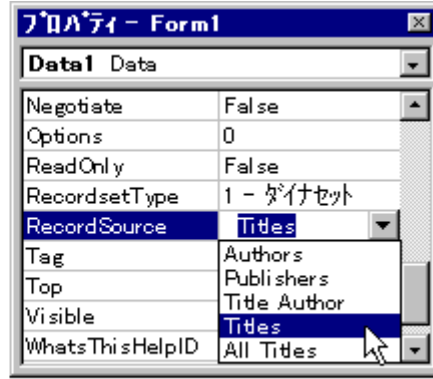 ﾌﾟﾛﾊﾟﾃｨ - Form1
Data1 Data
Negotiate False
Options 0
ReadOnly False
RecordsetType 1 - ﾀﾞｲﾅｾｯﾄ
RecordSource Titles
Tag Authors
Top Publishers
Title Author
Visible Titles
WhatsThisHelpID All Titles